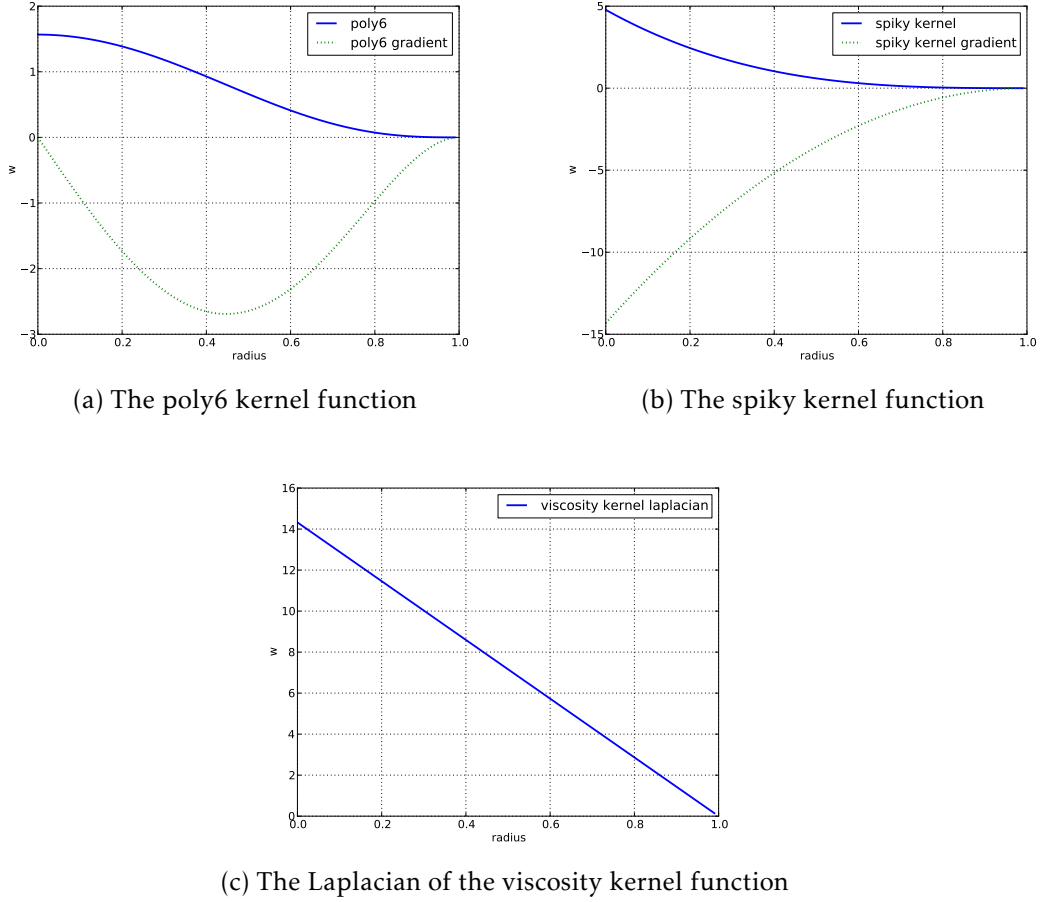 2
poly6
poly6 gradient
1
0
w
−1
−2
−3
0.0 0.2 0.4 0.6 0.8 1.0
radius
(a) The poly6 kernel function
5
spiky kernel
spiky kernel gradient
0
w
−5
−10
−15
0.0 0.2 0.4 0.6 0.8 1.0
radius
(b) The spiky kernel function
16
viscosity kernel laplacian
14
12
10
w
8
6
4
2
0
0.0 0.2 0.4 0.6 0.8 1.0
radius
(c) The Laplacian of the viscosity kernel function